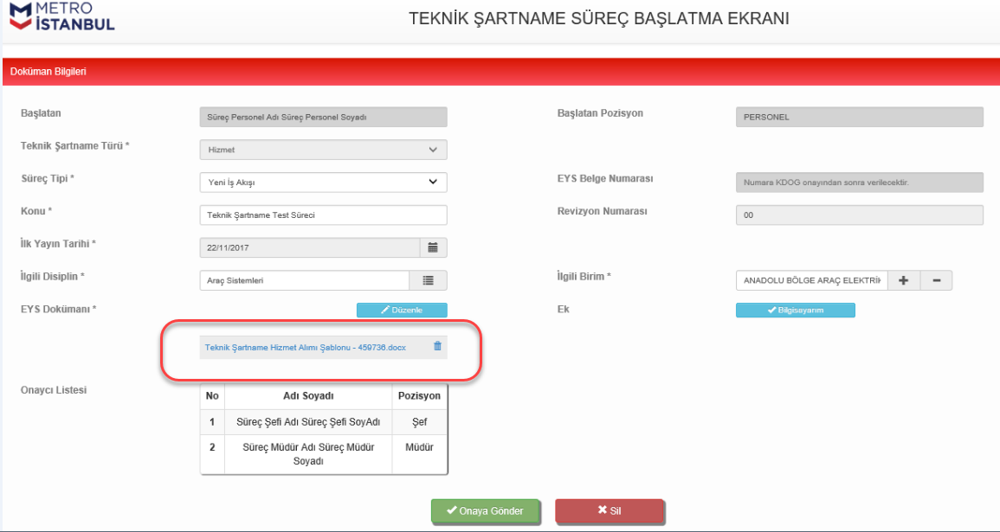 METRO
İSTANBUL
TEKNİK ŞARTNAME SÜREÇ BAŞLATMA EKRANI
Doküman Bilgileri
Başlatan
Süreç Personel Adı Süreç Personel Soyadı
Başlatan Pozisyon
PERSONEL
Teknik Şartname Türü *
Hizmet
Süreç Tipi *
Yeni İş Akışı
EYS Belge Numarası
Numara KDOG onayından sonra verilecektir.
Konu *
Teknik Şartname Test Süreci
Revizyon Numarası
00
İlk Yayın Tarihi *
22/11/2017
İlgili Disiplin *
Araç Sistemleri
İlgili Birim *
ANADOLU BÖLGE ARAÇ ELEKTRİK
EYS Dokümanı *
Düzenle
Ek
Bilgisayarım
Teknik Şartname Hizmet Alımı Şablonu - 459736.docx
Onaycı Listesi
No Adı Soyadı Pozisyon
1 Süreç Şefi Adı Süreç Şefi SoyAdı Şef
2 Süreç Müdür Adı Süreç Müdür Müdür
Soyadı
Onaya Gönder
Sil